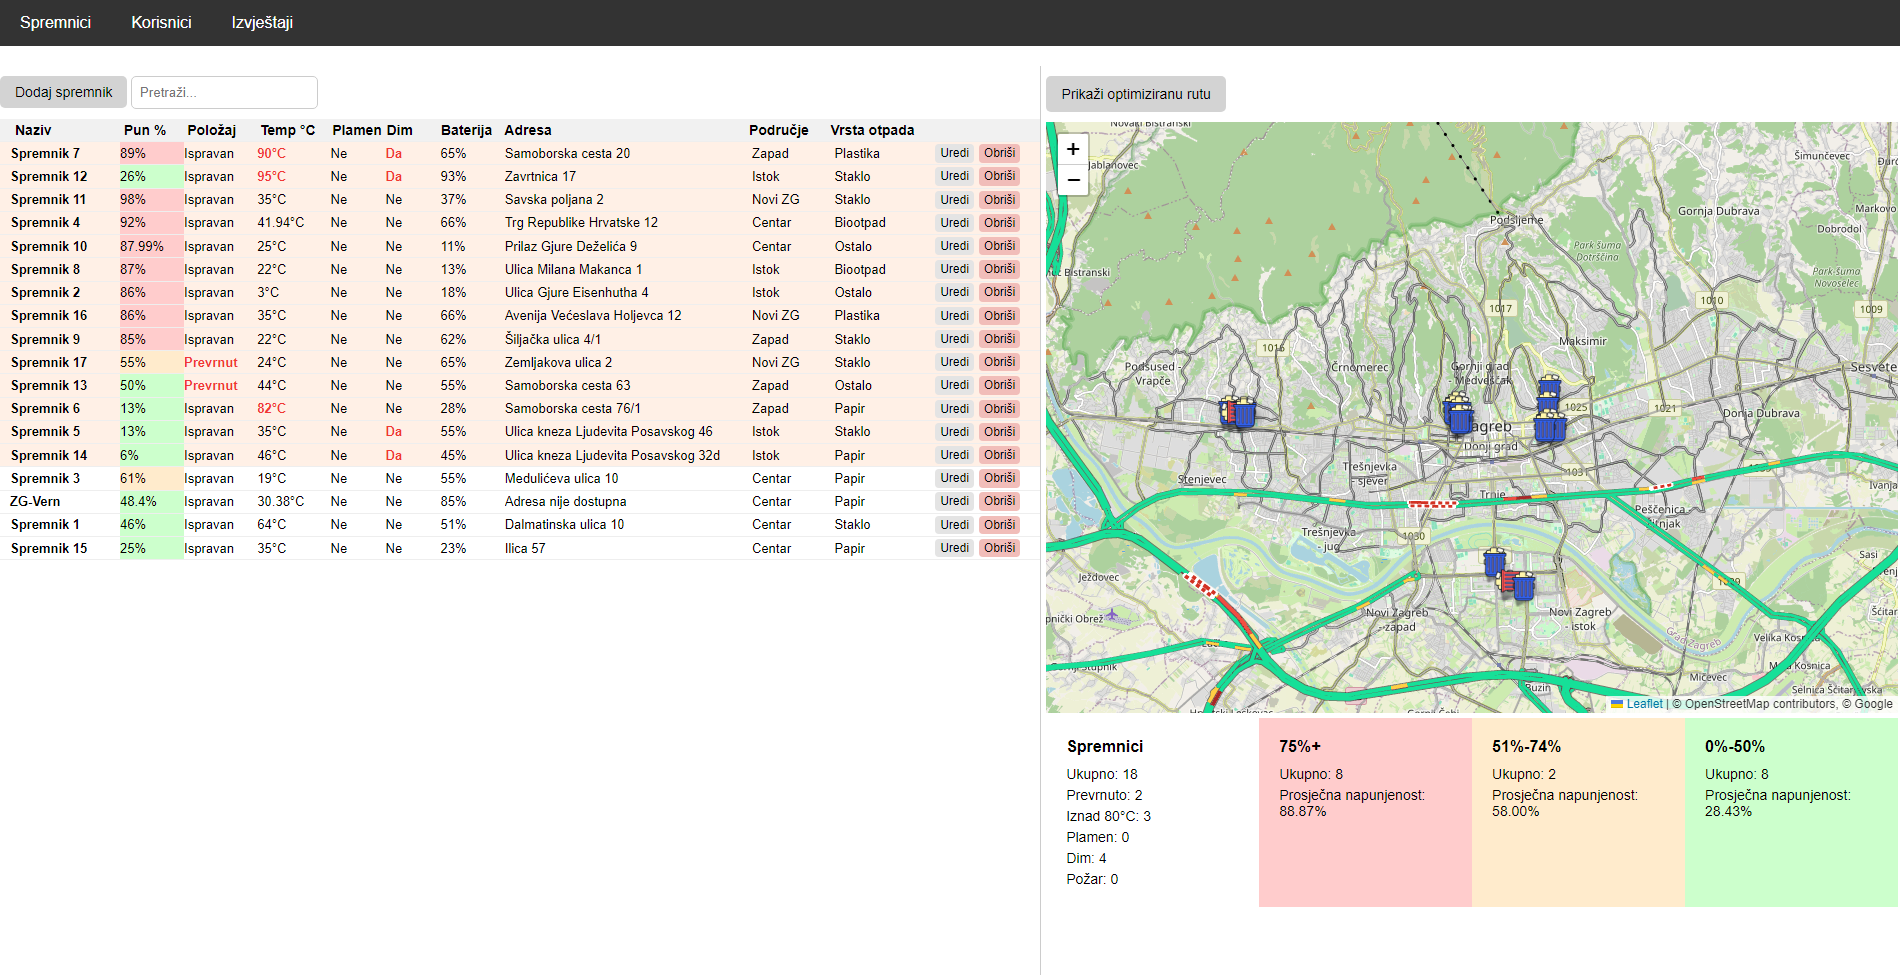 Spremnici Korisnici Izvještaji
Dodaj spremnik Pretraži...
Naziv Pun % Položaj Temp °C Plamen Dim Baterija Adresa Područje Vrsta otpada
Spremnik 7 89% Ispravan 90°C Ne Da 65% Samoborska cesta 20 Zapad Plastika Uredi Obriši
Spremnik 12 26% Ispravan 95°C Ne Da 93% Zavrtnica 17 Istok Staklo Uredi Obriši
Spremnik 11 98% Ispravan 35°C Ne Ne 37% Savska poljana 2 Novi ZG Staklo Uredi Obriši
Spremnik 4 92% Ispravan 41.94°C Ne Ne 66% Trg Republike Hrvatske 12 Centar Biootpad Uredi Obriši
Spremnik 10 87.99% Ispravan 25°C Ne Ne 11% Prilaz Gjure Deželića 9 Centar Ostalo Uredi Obriši
Spremnik 8 87% Ispravan 22°C Ne Ne 13% Ulica Milana Makanca 1 Istok Biootpad Uredi Obriši
Spremnik 2 86% Ispravan 3°C Ne Ne 18% Ulica Gjure Eisenhutha 4 Istok Ostalo Uredi Obriši
Spremnik 16 86% Ispravan 35°C Ne Ne 66% Avenija Većeslava Holjevca 12 Novi ZG Plastika Uredi Obriši
Spremnik 9 85% Ispravan 22°C Ne Ne 62% Šiljačka ulica 4/1 Zapad Staklo Uredi Obriši
Spremnik 17 55% Prevrnut 24°C Ne Ne 65% Zemljakova ulica 2 Novi ZG Staklo Uredi Obriši
Spremnik 13 50% Prevrnut 44°C Ne Ne 55% Samoborska cesta 63 Zapad Ostalo Uredi Obriši
Spremnik 6 13% Ispravan 82°C Ne Ne 28% Samoborska cesta 76/1 Zapad Papir Uredi Obriši
Spremnik 5 13% Ispravan 35°C Ne Da 55% Ulica kneza Ljudevita Posavskog 46 Istok Staklo Uredi Obriši
Spremnik 14 6% Ispravan 46°C Ne Da 45% Ulica kneza Ljudevita Posavskog 32d Istok Papir Uredi Obriši
Spremnik 3 61% Ispravan 19°C Ne Ne 55% Medulićeva ulica 10 Centar Papir Uredi Obriši
ZG-Vern 48.4% Ispravan 30.38°C Ne Ne 85% Adresa nije dostupna Centar Papir Uredi Obriši
Spremnik 1 46% Ispravan 64°C Ne Ne 51% Dalmatinska ulica 10 Centar Staklo Uredi Obriši
Spremnik 15 25% Ispravan 35°C Ne Ne 23% Ilica 57 Centar Papir Uredi Obriši
Prikaži optimiziranu rutu
+
−
Novaki Bistranski
Jablanovec
Šimunčevec
Markovo
Gornja Dubrava
Dobrodol
Podsljeme
Park-šuma
Dotrščina
Bistranski
Park-šuma
Novoselec
1010
1017
1009
Maksimir
1016
Podsused -
Vrapče
Črnomerec
Gornji grad
- Medveščak
Sesvete
1025
1021
Donja Dubrava
Zagreb
Donji grad
Trešnjevka
- sjever
1031
Stenjevec
Trnje
Ivanja
Peščenica -
Žitnjak
Trešnjevka
- jug
1030
Sasi
Ježdovec
1029
Novi Zagreb
- zapad
Novi Zagreb
- istok
Obrež
Grad Zagreb
Velika Kosnica
Mala Kosnica
Mičevec
Buzin
Selnica Ščitarjevska
Leaflet | © OpenStreetMap contributors, © Google
Spremnici
Ukupno: 18
Prevrnuto: 2
Iznad 80°C: 3
Plamen: 0
Dim: 4
Požar: 0
75%+
Ukupno: 8
Prosječna napunjenost:
88.87%
51%-74%
Ukupno: 2
Prosječna napunjenost:
58.00%
0%-50%
Ukupno: 8
Prosječna napunjenost:
28.43%